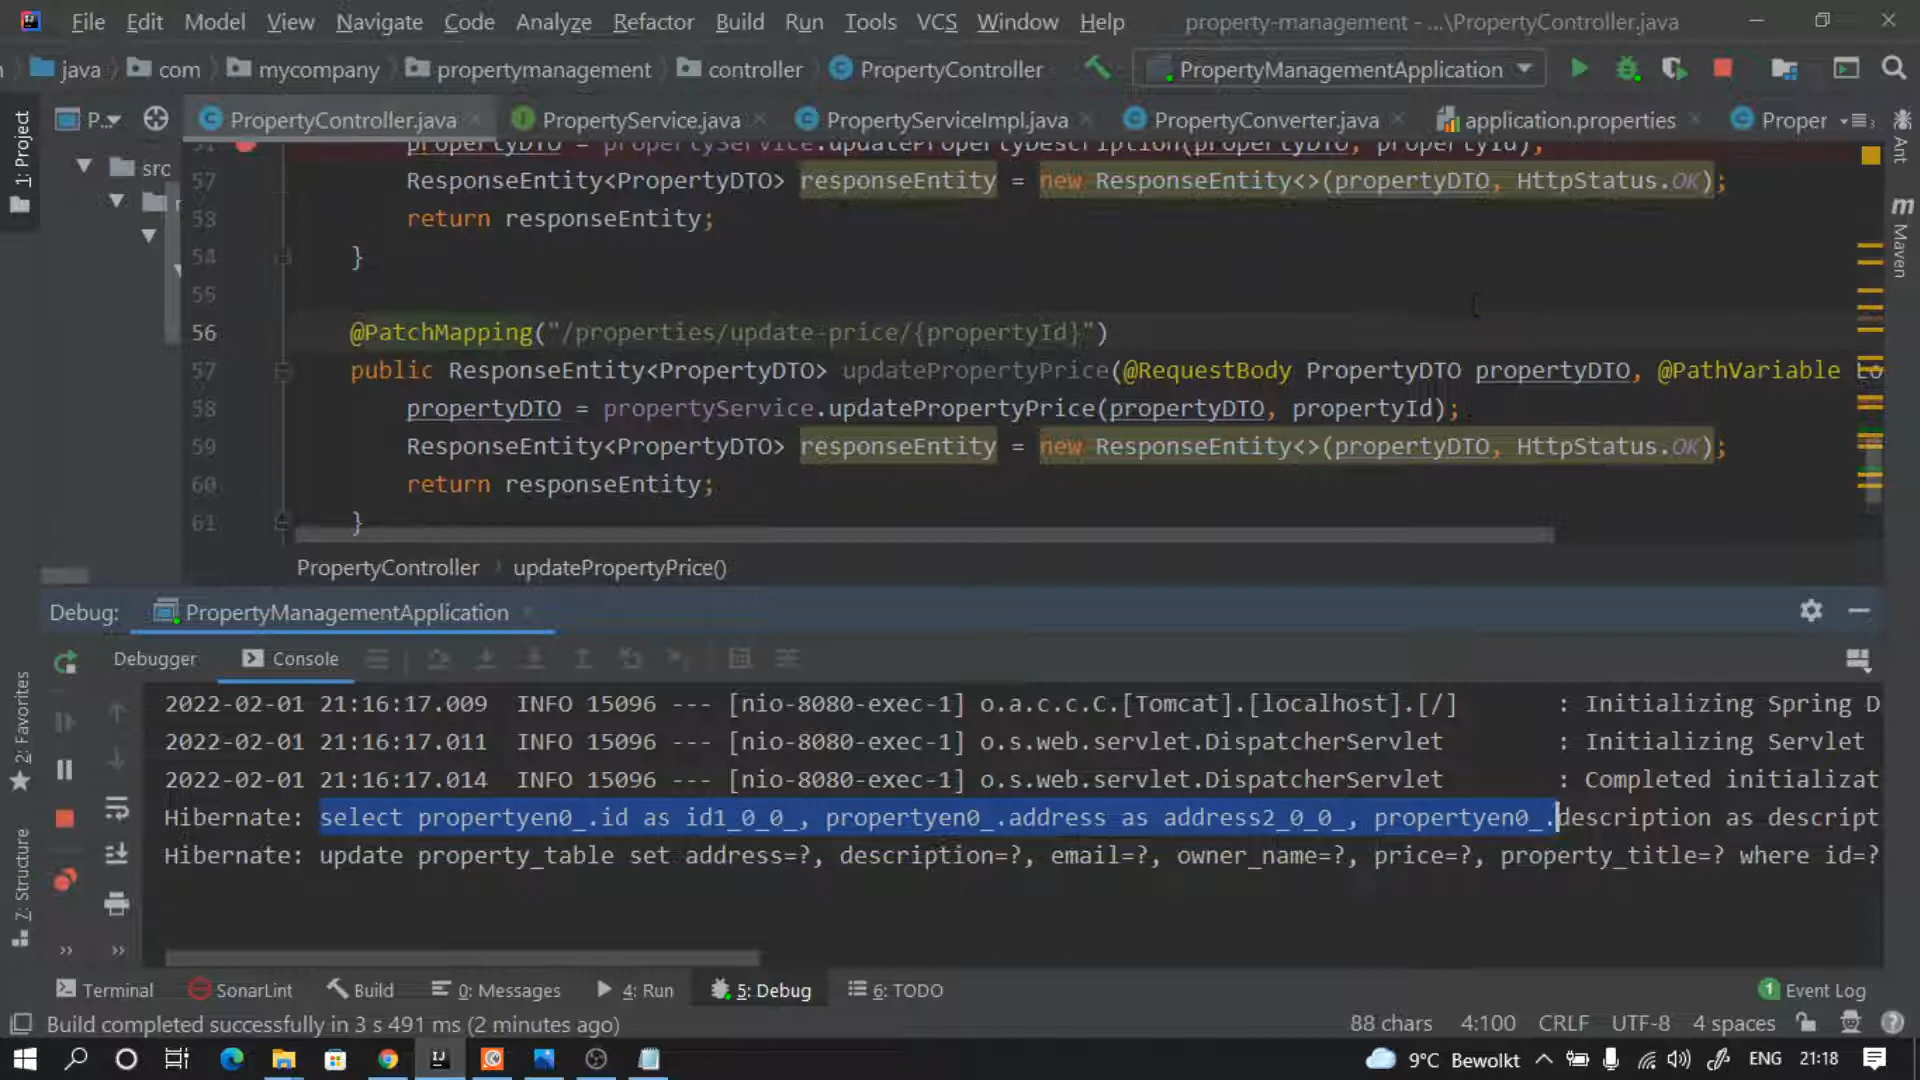 File Edit View Navigate Code Analyze Refactor Build Run Tools VCS Window Help property-management - ...\PropertyController.java
Model
java com mycompany propertymanagement controller PropertyController PropertyManagementApplication
P... PropertyController.java PropertyService.java PropertyServiceImpl.java PropertyConverter.java application.properties Proper
1: Project
Ant
Maven
src
51 propertyDTO = propertyService.updatePropertyDescription(propertyDTO, propertyId);
ResponseEntity<PropertyDTO> responseEntity = new ResponseEntity<>(propertyDTO, HttpStatus.OK);
return responseEntity;
54 }
55
56 @PatchMapping("/properties/update-price/{propertyId}")
57 public ResponseEntity<PropertyDTO> updatePropertyPrice(@RequestBody PropertyDTO propertyDTO, @PathVariable Lo
58 propertyDTO = propertyService.updatePropertyPrice(propertyDTO, propertyId);
59 ResponseEntity<PropertyDTO> responseEntity = new ResponseEntity<>(propertyDTO, HttpStatus.OK);
60 return responseEntity;
61 }
PropertyController updatePropertyPrice()
Debug: PropertyManagementApplication
Debugger Console
2022-02-01 21:16:17.009 INFO 15096 --- [nio-8080-exec-1] o.a.c.c.C.[Tomcat].[localhost].[/] : Initializing Spring D
2022-02-01 21:16:17.011 INFO 15096 --- [nio-8080-exec-1] o.s.web.servlet.DispatcherServlet : Initializing Servlet
2022-02-01 21:16:17.014 INFO 15096 --- [nio-8080-exec-1] o.s.web.servlet.DispatcherServlet : Completed initializat
Hibernate: select propertyen0_.id as id1_0_0_, propertyen0_.address as address2_0_0_, propertyen0_.description as descript
Hibernate: update property_table set address=?, description=?, email=?, owner_name=?, price=?, property_title=? where id=?
2: Favorites
7: Structure
Terminal SonarLint Build 0: Messages 4: Run 5: Debug 6: TODO 1 Event Log
Build completed successfully in 3 s 491 ms (2 minutes ago) 88 chars 4:100 CRLF UTF-8 4 spaces
9°C Bewolkt ENG 21:18